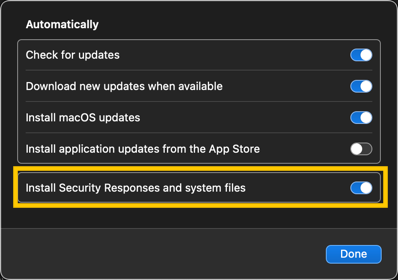 Automatically
Check for updates
Download new updates when available
Install macOS updates
Install application updates from the App Store
Install Security Responses and system files
Done